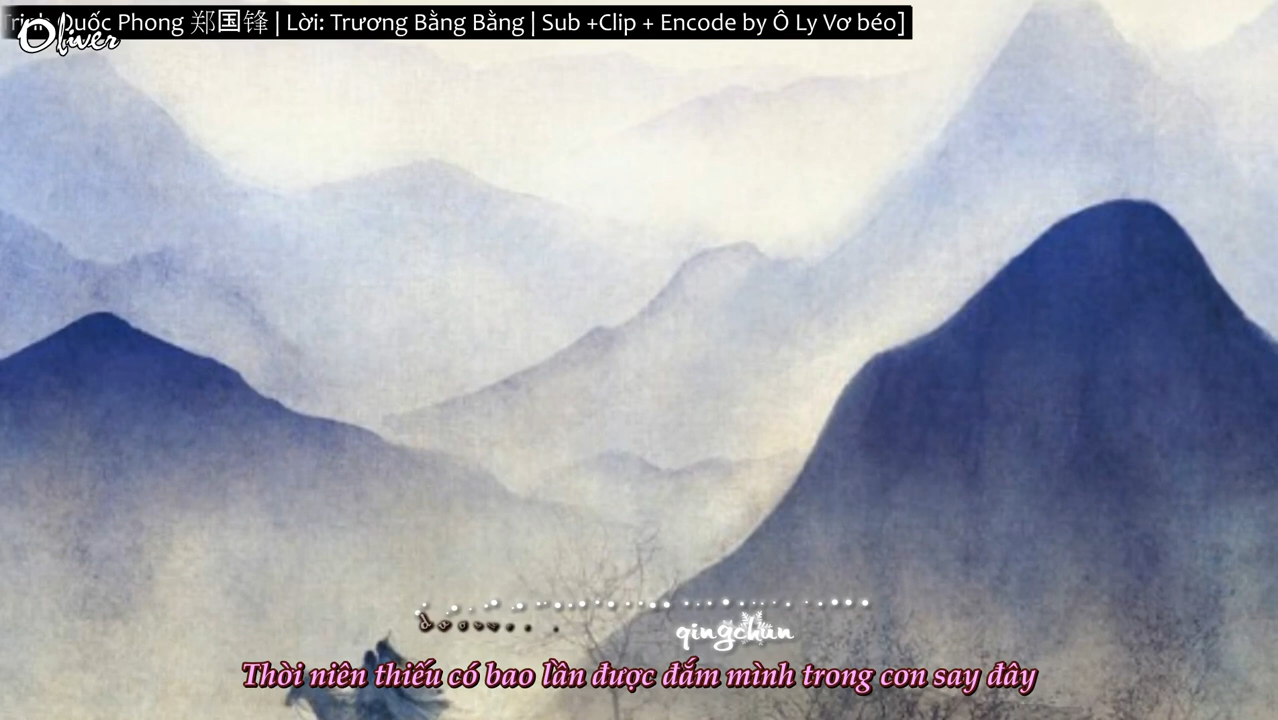 Quốc Phong 郑国锋 | Lời: Trương Bằng Bằng | Sub +Clip + Encode by Ô Ly Vơ béo]
Oliver
qingchun
Thời niên thiếu có bao lần được đắm mình trong cơn say đây